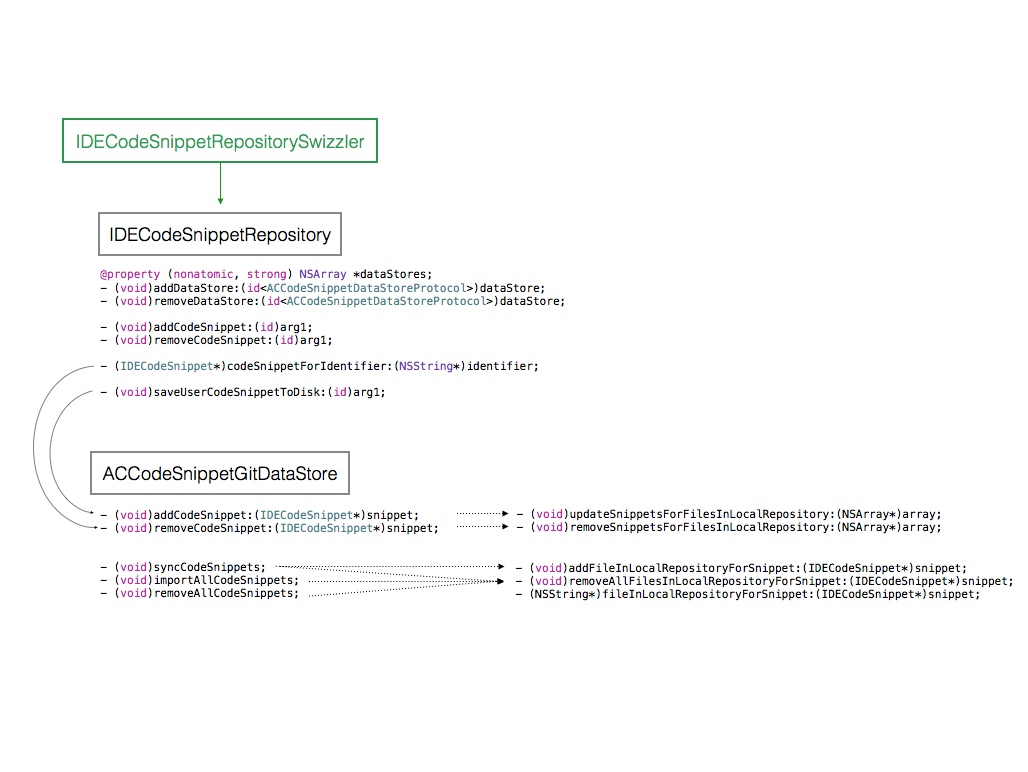 IDECodeSnippetRepositorySwizzler
IDECodeSnippetRepository
@property (nonatomic, strong) NSArray *dataStores;
- (void)addDataStore:(id<ACCodeSnippetDataStoreProtocol>)dataStore;
- (void)removeDataStore:(id<ACCodeSnippetDataStoreProtocol>)dataStore;
- (void)addCodeSnippet:(id)arg1;
- (void)removeCodeSnippet:(id)arg1;
- (IDECodeSnippet*)codeSnippetForIdentifier:(NSString*)identifier;
- (void)saveUserCodeSnippetToDisk:(id)arg1;
ACCodeSnippetGitDataStore
- (void)addCodeSnippet:(IDECodeSnippet*)snippet;
- (void)removeCodeSnippet:(IDECodeSnippet*)snippet;
- (void)updateSnippetsForFilesInLocalRepository:(NSArray*)array;
- (void)removeSnippetsForFilesInLocalRepository:(NSArray*)array;
- (void)syncCodeSnippets;
- (void)importAllCodeSnippets;
- (void)removeAllCodeSnippets;
- (void)addFileInLocalRepositoryForSnippet:(IDECodeSnippet*)snippet;
- (void)removeAllFilesInLocalRepositoryForSnippet:(IDECodeSnippet*)snippet;
- (NSString*)fileInLocalRepositoryForSnippet:(IDECodeSnippet*)snippet;